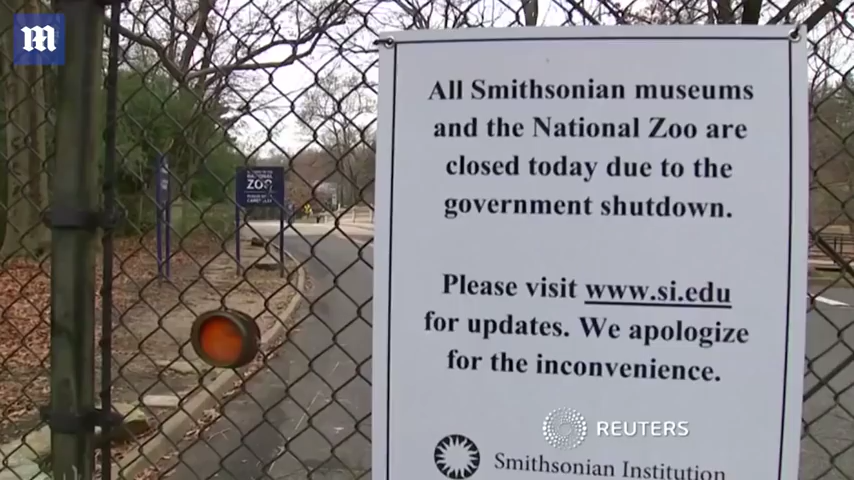 m
All Smithsonian museums
and the National Zoo are
closed today due to the
government shutdown.
Please visit www.si.edu
for updates. We apologize
for the inconvenience.
REUTERS
Smithsonian Institution
NATIONAL
ZOO